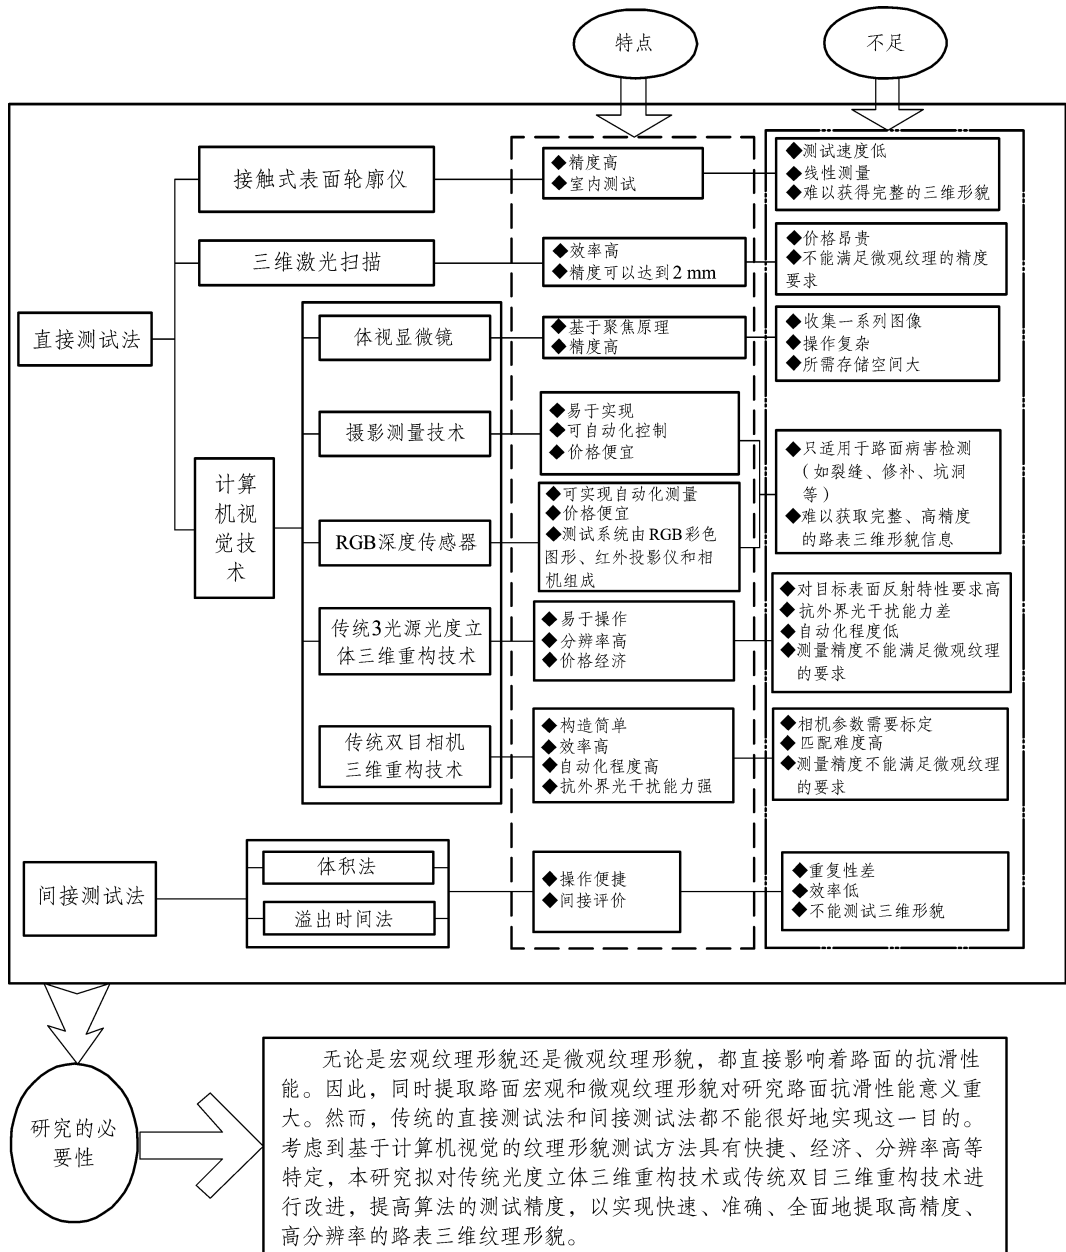 特点
不足
直接测试法
接触式表面轮廓仪
◆精度高
◆室内测试
◆测试速度低
◆线性测量
◆难以获得完整的三维形貌
三维激光扫描
◆效率高
◆精度可以达到2 mm
◆价格昂贵
◆不能满足微观纹理的精度
要求
计算
机视
觉技
术
体视显微镜
◆基于聚焦原理
◆精度高
◆收集一系列图像
◆操作复杂
◆所需存储空间大
摄影测量技术
◆易于实现
◆可自动化控制
◆价格便宜
RGB深度传感器
◆可实现自动化测量
◆价格便宜
◆测试系统由RGB彩色
图形、红外投影仪和相
机组成
◆只适用于路面病害检测
（如裂缝、修补、坑洞
等）
◆难以获取完整、高精度
的路表三维形貌信息
传统3光源光度立
体三维重构技术
◆易于操作
◆分辨率高
◆价格经济
◆对目标表面反射特性要求高
◆抗外界光干扰能力差
◆自动化程度低
◆测量精度不能满足微观纹理
的要求
传统双目相机
三维重构技术
◆构造简单
◆效率高
◆自动化程度高
◆抗外界光干扰能力强
◆相机参数需要标定
◆匹配难度高
◆测量精度不能满足微观纹理
的要求
间接测试法
体积法
溢出时间法
◆操作便捷
◆间接评价
◆重复性差
◆效率低
◆不能测试三维形貌
研究的必
要性
无论是宏观纹理形貌还是微观纹理形貌，都直接影响着路面的抗滑性
能。因此，同时提取路面宏观和微观纹理形貌对研究路面抗滑性能意义重
大。然而，传统的直接测试法和间接测试法都不能很好地实现这一目的。
考虑到基于计算机视觉的纹理形貌测试方法具有快捷、经济、分辨率高等
特定，本研究拟对传统光度立体三维重构技术或传统双目三维重构技术进
行改进，提高算法的测试精度，以实现快速、准确、全面地提取高精度、
高分辨率的路表三维纹理形貌。